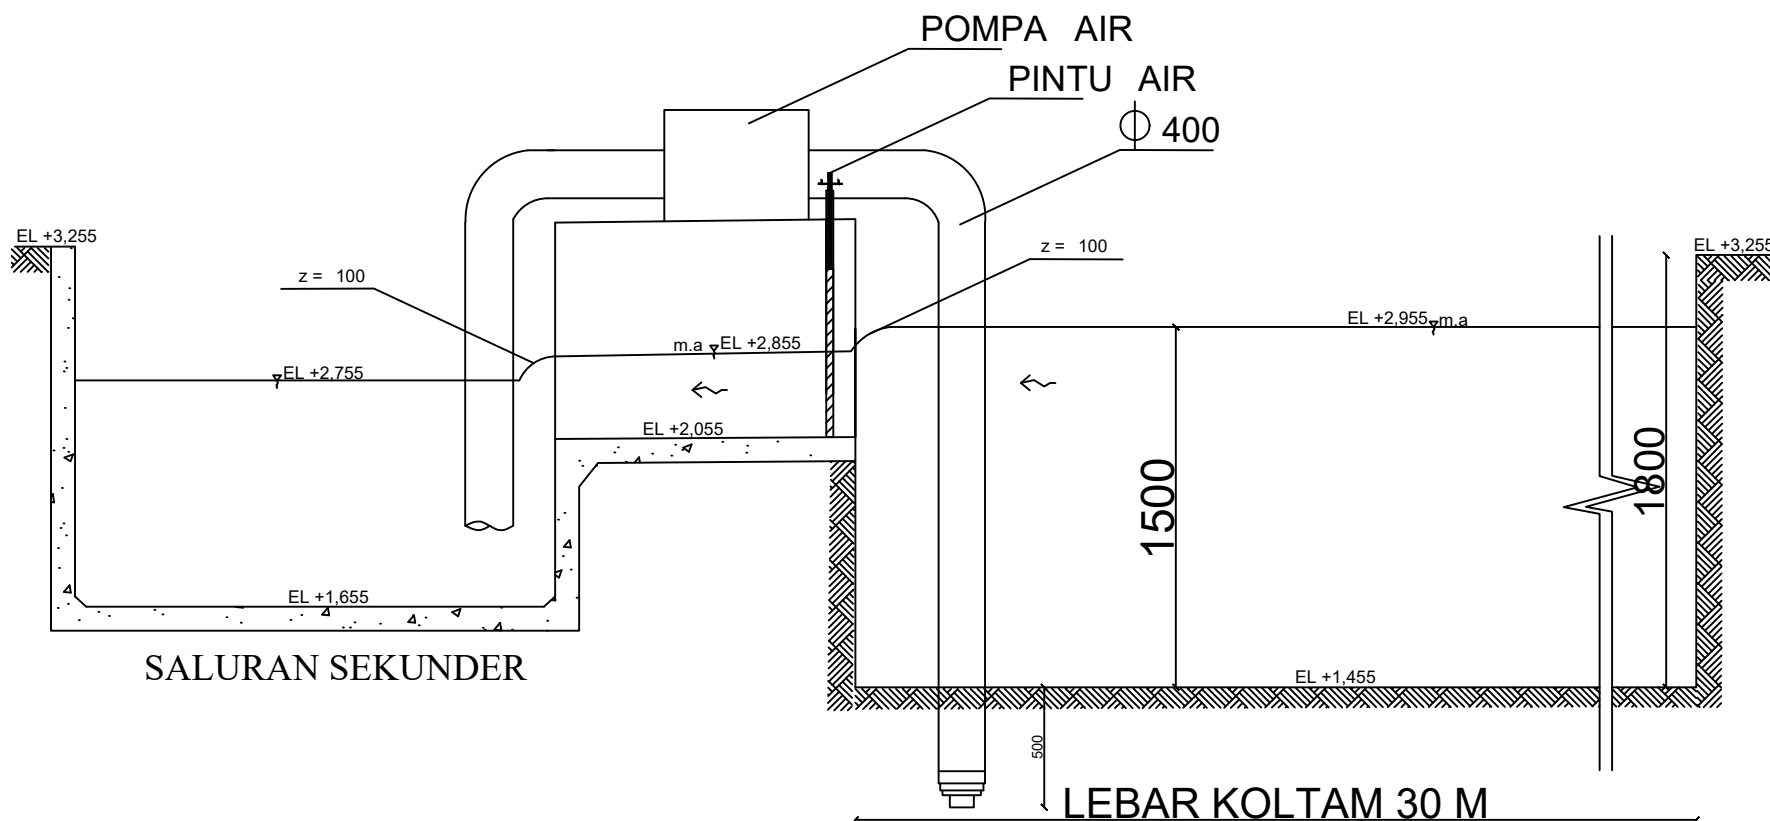 POMPA AIR
PINTU AIR
400
EL +3,255
z = 100
z = 100
EL +3,255
EL +2,955 m.a
m.a EL +2,855
EL +2,755
EL +2,055
1500
1800
EL +1,655
SALURAN SEKUNDER
EL +1,455
500
LEBAR KOLTAM 30 M